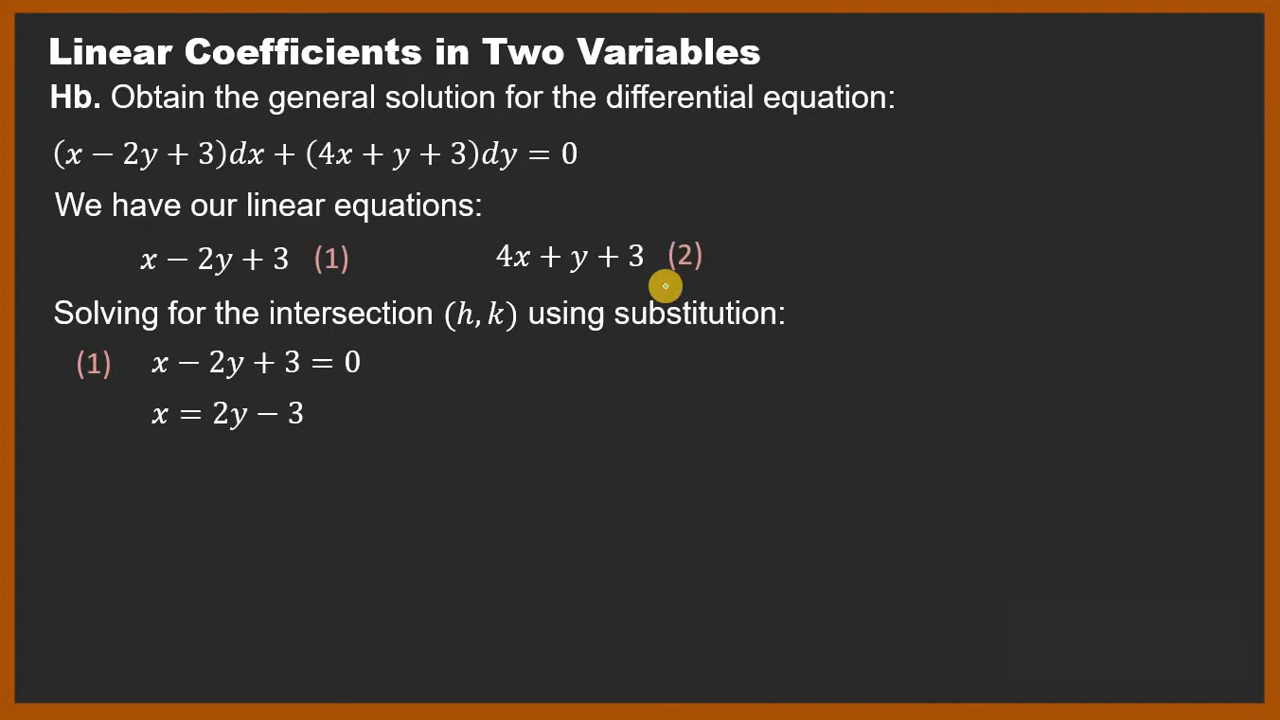 Linear Coefficients in Two Variables
Hb. Obtain the general solution for the differential equation:
(x − 2y + 3)dx + (4x + y + 3)dy = 0
We have our linear equations:
x − 2y + 3 (1) 4x + y + 3 (2)
Solving for the intersection (h, k) using substitution:
(1) x − 2y + 3 = 0
x = 2y − 3